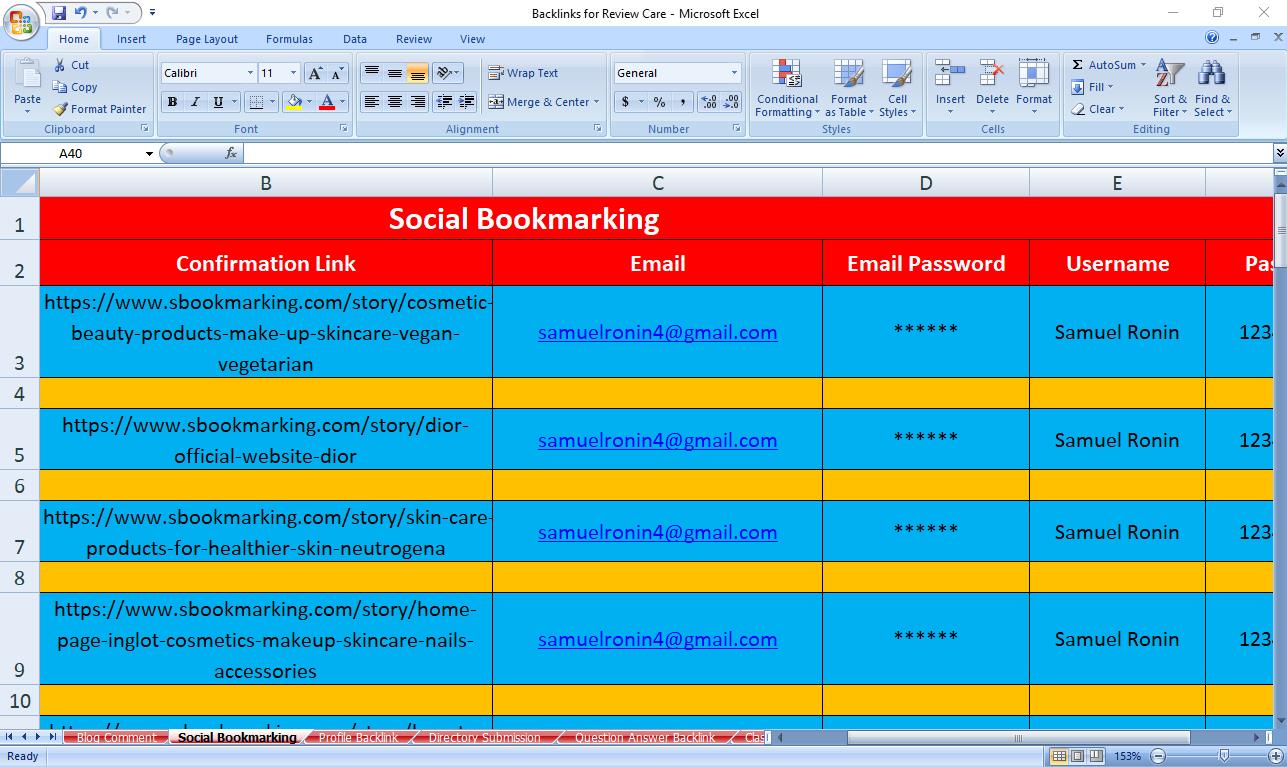 Backlinks for Review Care - Microsoft Excel
Home Insert Page Layout Formulas Data Review View
Cut
Copy
Format Painter
Paste
Clipboard
Calibri 11 A A
B I U A
Font
Wrap Text
Merge & Center
Alignment
General
$ % ,
Number
Conditional Formatting
Format as Table
Cell Styles
Styles
Insert Delete Format
Cells
Σ AutoSum
Fill
Clear
Sort & Filter
Find & Select
Editing
A40 fx
B C D E
1 Social Bookmarking
2 Confirmation Link Email Email Password Username
https://www.sbookmarking.com/story/cosmetic-
beauty-products-make-up-skincare-vegan- samuelronin4@gmail.com ****** Samuel Ronin
3 vegetarian
4
https://www.sbookmarking.com/story/dior-
5 official-website-dior samuelronin4@gmail.com ****** Samuel Ronin
6
https://www.sbookmarking.com/story/skin-care-
7 products-for-healthier-skin-neutrogena samuelronin4@gmail.com ****** Samuel Ronin
8
https://www.sbookmarking.com/story/home-
page-inglot-cosmetics-makeup-skincare-nails- samuelronin4@gmail.com ****** Samuel Ronin
9 accessories
10
Blog Comment Social Bookmarking Profile Backlink Directory Submission Question Answer Backlink
Ready 153%